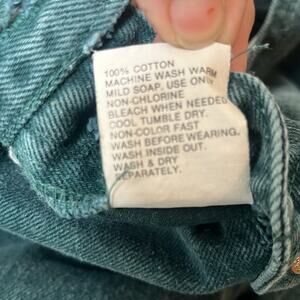 100% COTTON
MACHINE WASH WARM
MILD SOAP, USE ONLY
NON-CHLORINE
BLEACH WHEN NEEDED
COOL TUMBLE DRY.
NON-COLOR FAST
WASH BEFORE WEARING.
WASH INSIDE OUT.
WASH & DRY
SEPARATELY.